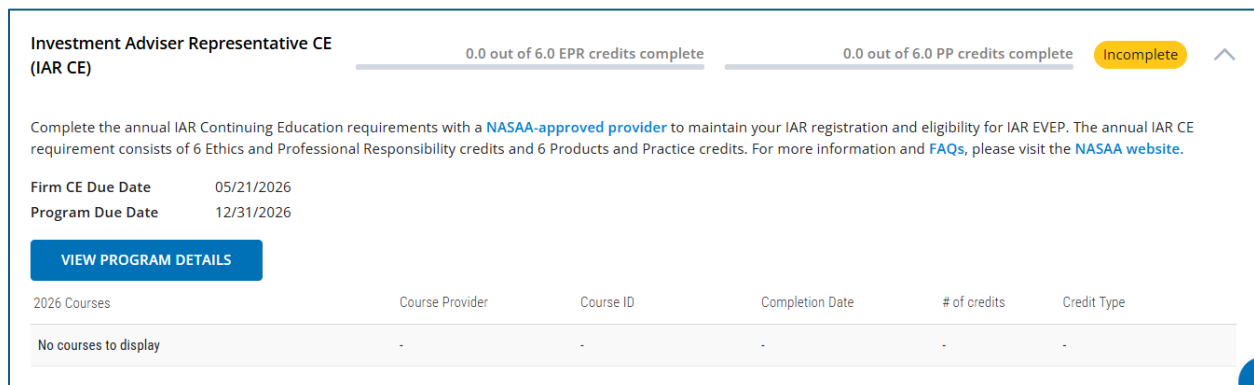 Investment Adviser Representative CE
(IAR CE)
0.0 out of 6.0 EPR credits complete
0.0 out of 6.0 PP credits complete
Incomplete
Complete the annual IAR Continuing Education requirements with a NASAA-approved provider to maintain your IAR registration and eligibility for IAR EVEP. The annual IAR CE
requirement consists of 6 Ethics and Professional Responsibility credits and 6 Products and Practice credits. For more information and FAQs, please visit the NASAA website.
Firm CE Due Date 05/21/2026
Program Due Date 12/31/2026
VIEW PROGRAM DETAILS
2026 Courses Course Provider Course ID Completion Date # of credits Credit Type
No courses to display - - - - -